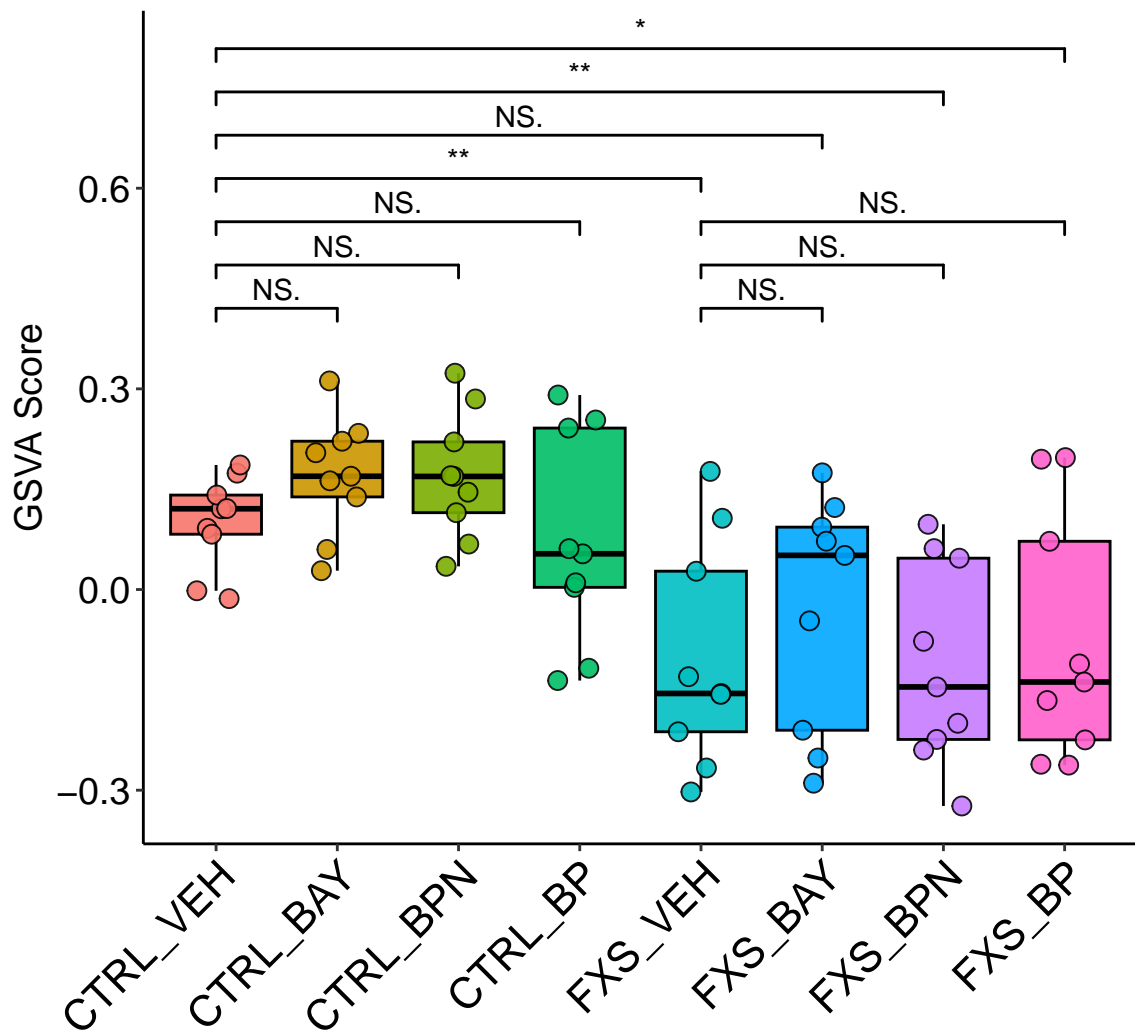 *
**
NS.
**
NS. NS.
NS. NS.
NS. NS.
GSVA Score
0.6
0.3
0.0
−0.3
CTRL_VEH
CTRL_BAY
CTRL_BPN
CTRL_BP
FXS_VEH
FXS_BAY
FXS_BPN
FXS_BP